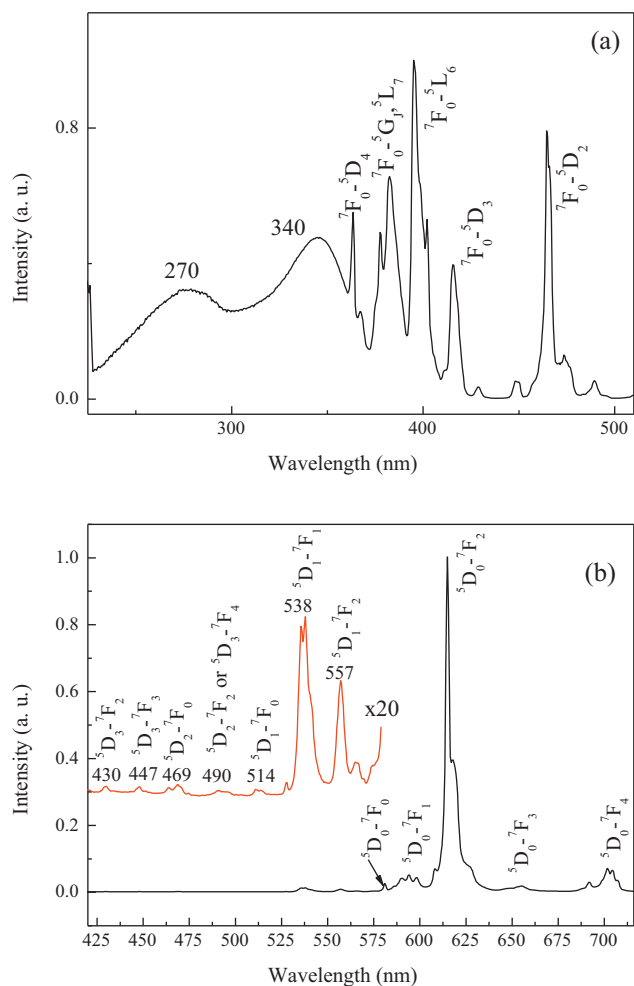 (a)
⁷F₀-⁵D₄
⁷F₀-⁵G_J,⁵L₇
⁷F₀-⁵L₆
⁷F₀-⁵D₃
⁷F₀-⁵D₂
270
340
0.8
0.0
Intensity (a. u.)
300
400
500
Wavelength (nm)
(b)
⁵D₃-⁷F₂
430
⁵D₃-⁷F₃
447
⁵D₂-⁷F₀
469
⁵D₂-⁷F₂ or ⁵D₃-⁷F₄
490
⁵D₁-⁷F₀
514
⁵D₁-⁷F₁
538
⁵D₁-⁷F₂
557
x20
⁵D₀-⁷F₀
⁵D₀-⁷F₁
⁵D₀-⁷F₂
⁵D₀-⁷F₃
⁵D₀-⁷F₄
1.0
0.8
0.6
0.4
0.2
0.0
Intensity (a. u.)
425
450
475
500
525
550
575
600
625
650
675
700
Wavelength (nm)